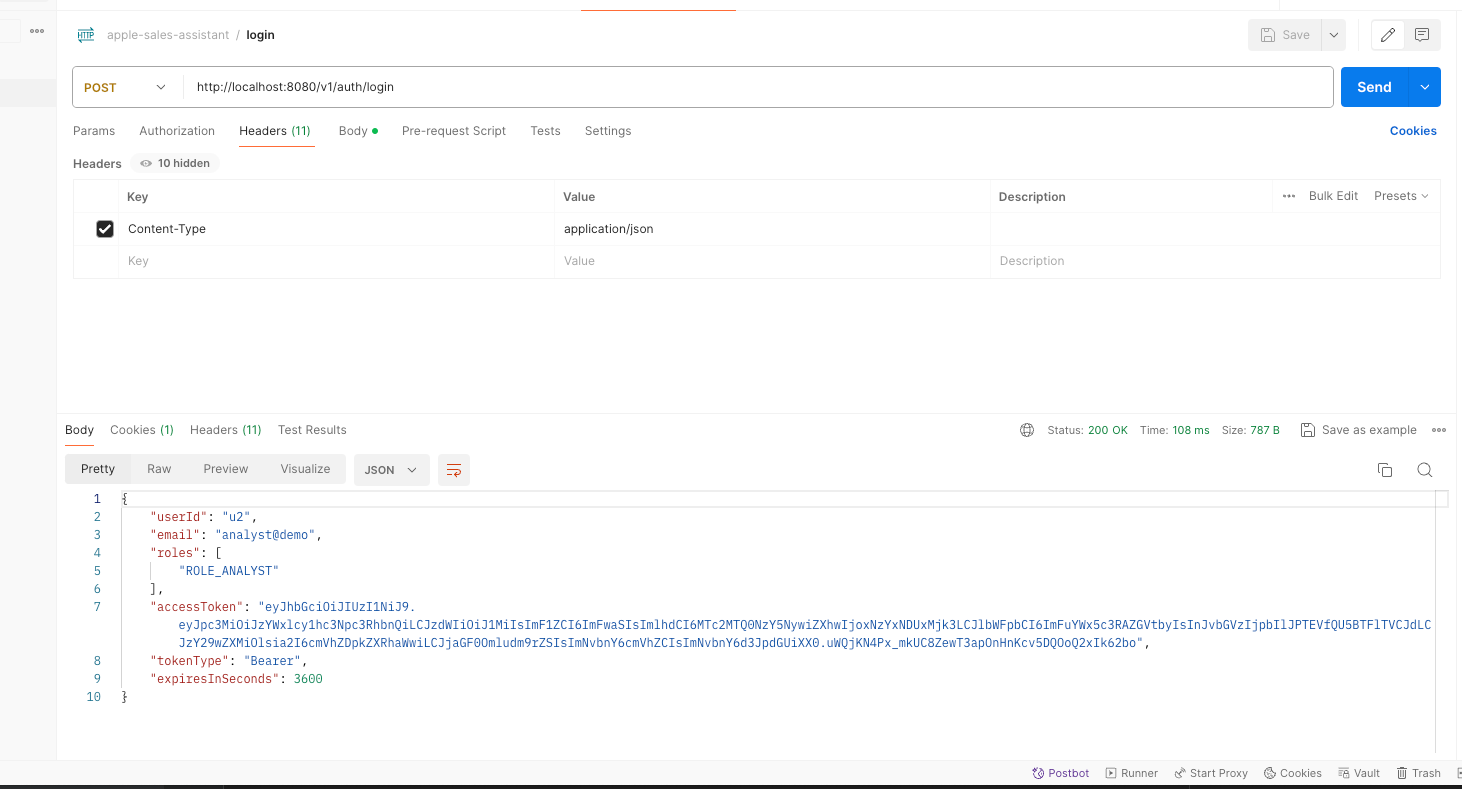 apple-sales-assistant / login
Save
POST http://localhost:8080/v1/auth/login Send
Params Authorization Headers (11) Body Pre-request Script Tests Settings Cookies
Headers 10 hidden
Key Value Description ••• Bulk Edit Presets
Content-Type application/json
Key Value Description
Body Cookies (1) Headers (11) Test Results Status: 200 OK Time: 108 ms Size: 787 B Save as example
Pretty Raw Preview Visualize JSON
1 {
2 "userId": "u2",
3 "email": "analyst@demo",
4 "roles": [
5 "ROLE_ANALYST"
6 ],
7 "accessToken": "eyJhbGciOiJIUzI1NiJ9.
eyJpc3MiOiJzYWxlcy1hc3Npc3RhbnQiLCJzdWIiOiJ1MiIsImF1ZCI6ImFwaSIsImlhdCI6MTc2MTQ0NzY5NywiZXhwIjoxNzYxNDUxMjk3LCJlbWFpbCI6ImFuYWx5c3RAZGVtbyIsInJvbGVzIjpbIlJPTEVfQU5BTFlTVCJdLC
JzY29wZXMiOlsia2I6cmVhZDpkZXRhaWwiLCJjaGF0Omludm9rZSIsImNvbnY6cmVhZCIsImNvbnY6d3JpdGUiXX0.uWQjKN4Px_mkUC8ZewT3apOnHnKcv5DQOoQ2xIk62bo",
8 "tokenType": "Bearer",
9 "expiresInSeconds": 3600
10 }
Postbot Runner Start Proxy Cookies Vault Trash